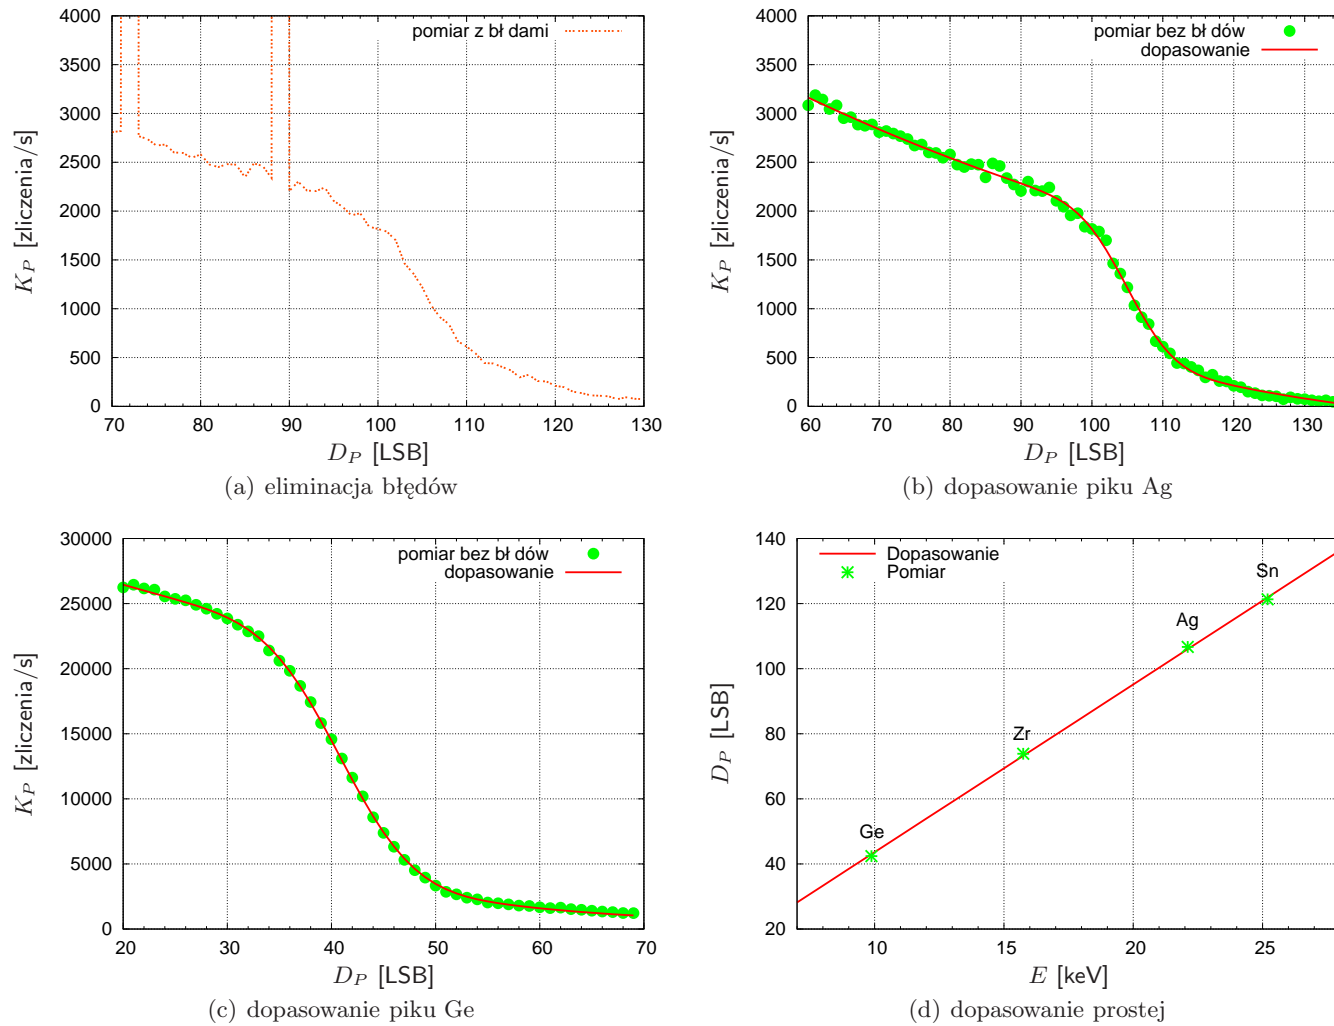 4000
3500
3000
2500
2000
1500
1000
500
0
K_P [zliczenia/s]
pomiar z bł dami
70 80 90 100 110 120 130
D_P [LSB]
(a) eliminacja błędów
4000
3500
3000
2500
2000
1500
1000
500
0
K_P [zliczenia/s]
pomiar bez bł dów
dopasowanie
60 70 80 90 100 110 120 130
D_P [LSB]
(b) dopasowanie piku Ag
30000
25000
20000
15000
10000
5000
0
K_P [zliczenia/s]
pomiar bez bł dów
dopasowanie
20 30 40 50 60 70
D_P [LSB]
(c) dopasowanie piku Ge
140
120
100
80
60
40
20
D_P [LSB]
Dopasowanie
Pomiar
Sn
Ag
Zr
Ge
10 15 20 25
E [keV]
(d) dopasowanie prostej